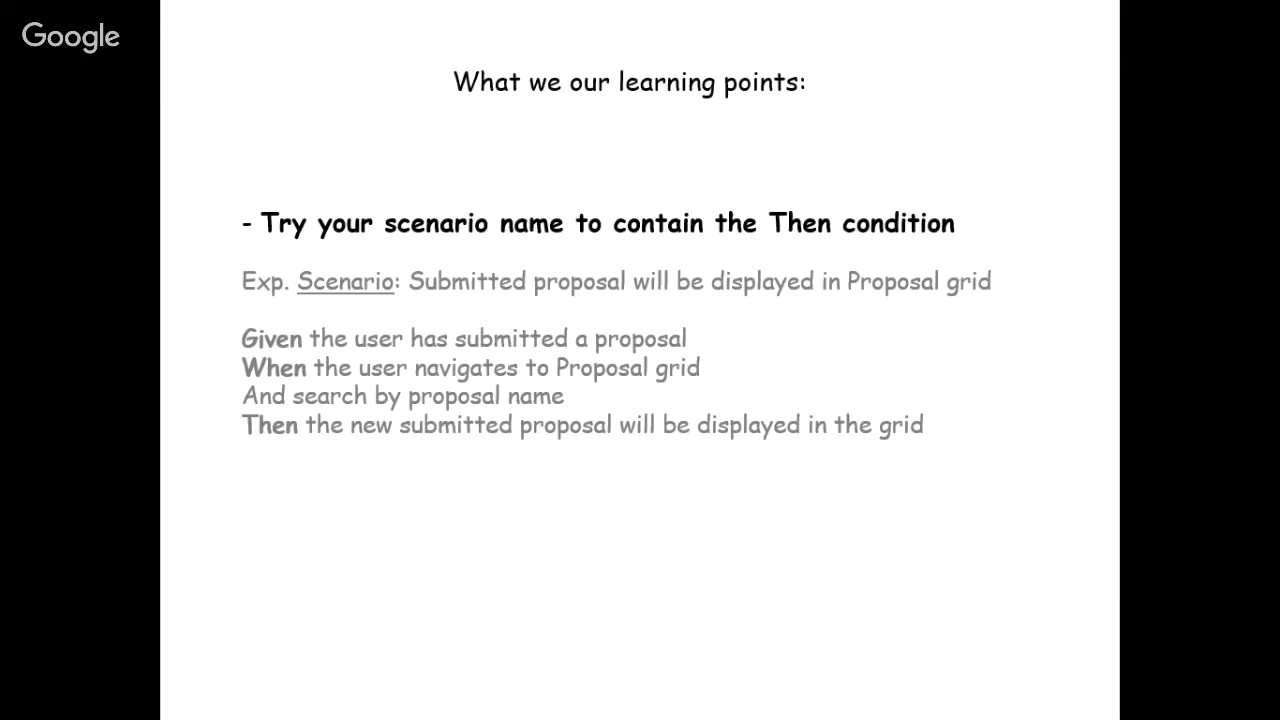 Google
What we our learning points:
- Try your scenario name to contain the Then condition
Exp. Scenario: Submitted proposal will be displayed in Proposal grid
Given the user has submitted a proposal
When the user navigates to Proposal grid
And search by proposal name
Then the new submitted proposal will be displayed in the grid